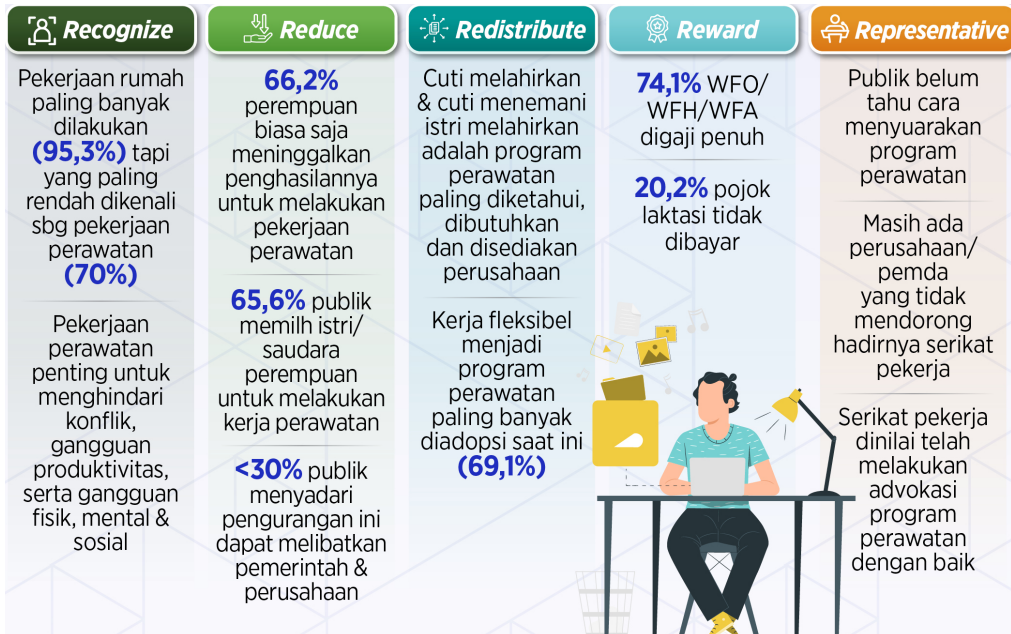 Recognize
Pekerjaan rumah
paling banyak
dilakukan
(95,3%) tapi
yang paling
rendah dikenali
sbg pekerjaan
perawatan
(70%)
Pekerjaan
perawatan
penting untuk
menghindari
konflik,
gangguan
produktivitas,
serta gangguan
fisik, mental &
sosial
Reduce
66,2%
perempuan
biasa saja
meninggalkan
penghasilannya
untuk melakukan
pekerjaan
perawatan
65,6% publik
memilh istri/
saudara
perempuan
untuk melakukan
kerja perawatan
<30% publik
menyadari
pengurangan ini
dapat melibatkan
pemerintah &
perusahaan
Redistribute
Cuti melahirkan
& cuti menemani
istri melahirkan
adalah program
perawatan
paling diketahui,
dibutuhkan
dan disediakan
perusahaan
Kerja fleksibel
menjadi
program
perawatan
paling banyak
diadopsi saat ini
(69,1%)
Reward
74,1% WFO/
WFH/WFA
digaji penuh
20,2% pojok
laktasi tidak
dibayar
Representative
Publik belum
tahu cara
menyuarakan
program
perawatan
Masih ada
perusahaan/
pemda
yang tidak
mendorong
hadirnya serikat
pekerja
Serikat pekerja
dinilai telah
melakukan
advokasi
program
perawatan
dengan baik